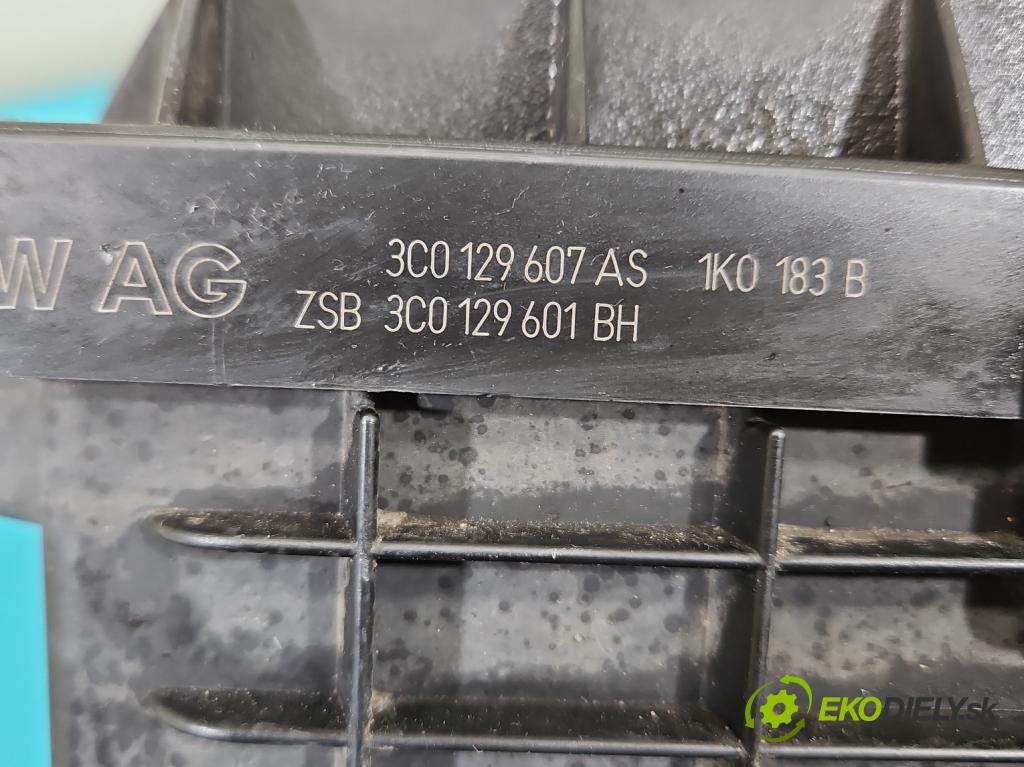 W AG 3C0 129 607 AS 1K0 183 B
ZSB 3C0 129 601 BH
EKODIELY.sk